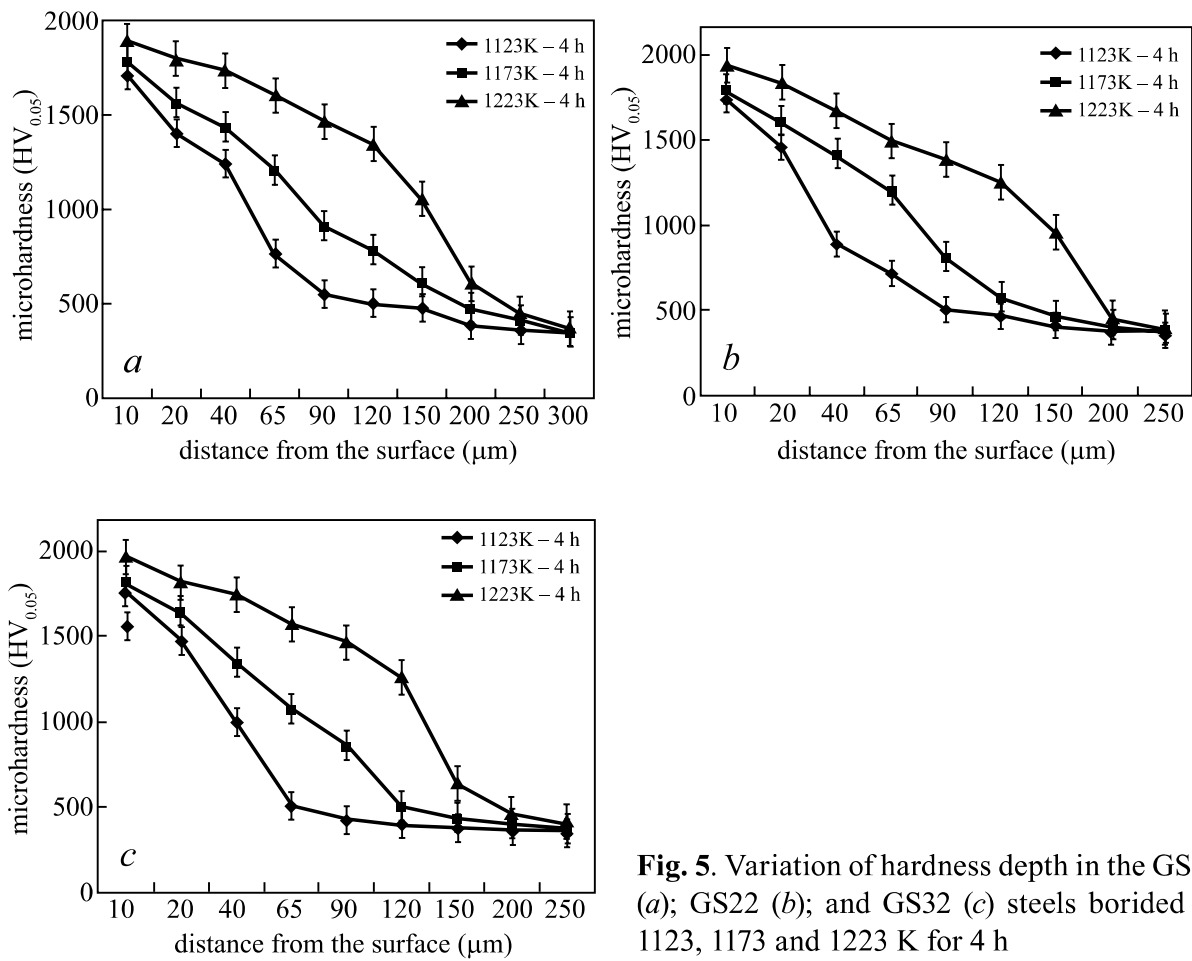 2000
1500
1000
500
0
microhardness (HV0.05)
1123K – 4 h
1173K – 4 h
1223K – 4 h
a
10 20 40 65 90 120 150 200 250 300
distance from the surface (μm)
2000
1500
1000
500
0
microhardness (HV0.05)
1123K – 4 h
1173K – 4 h
1223K – 4 h
b
10 20 40 65 90 120 150 200 250
distance from the surface (μm)
2000
1500
1000
500
0
microhardness (HV0.05)
1123K – 4 h
1173K – 4 h
1223K – 4 h
c
10 20 40 65 90 120 150 200 250
distance from the surface (μm)
Fig. 5. Variation of hardness depth in the GS
(a); GS22 (b); and GS32 (c) steels borided
1123, 1173 and 1223 K for 4 h